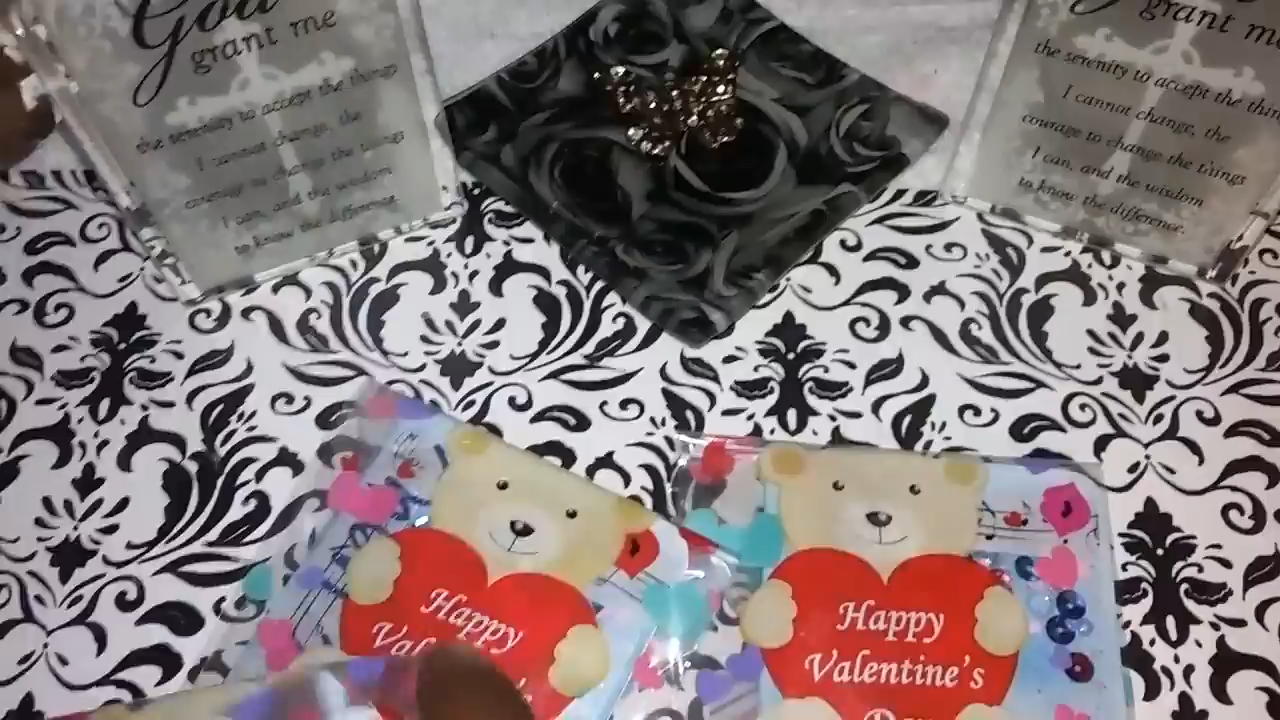 God
grant me
the serenity to accept the things
I cannot change, the
courage to change the things
I can, and the wisdom
to know the difference.
grant me
the serenity to accept the things
I cannot change, the
courage to change the things
I can, and the wisdom
to know the difference.
Happy
Happy
Valentine's
Day